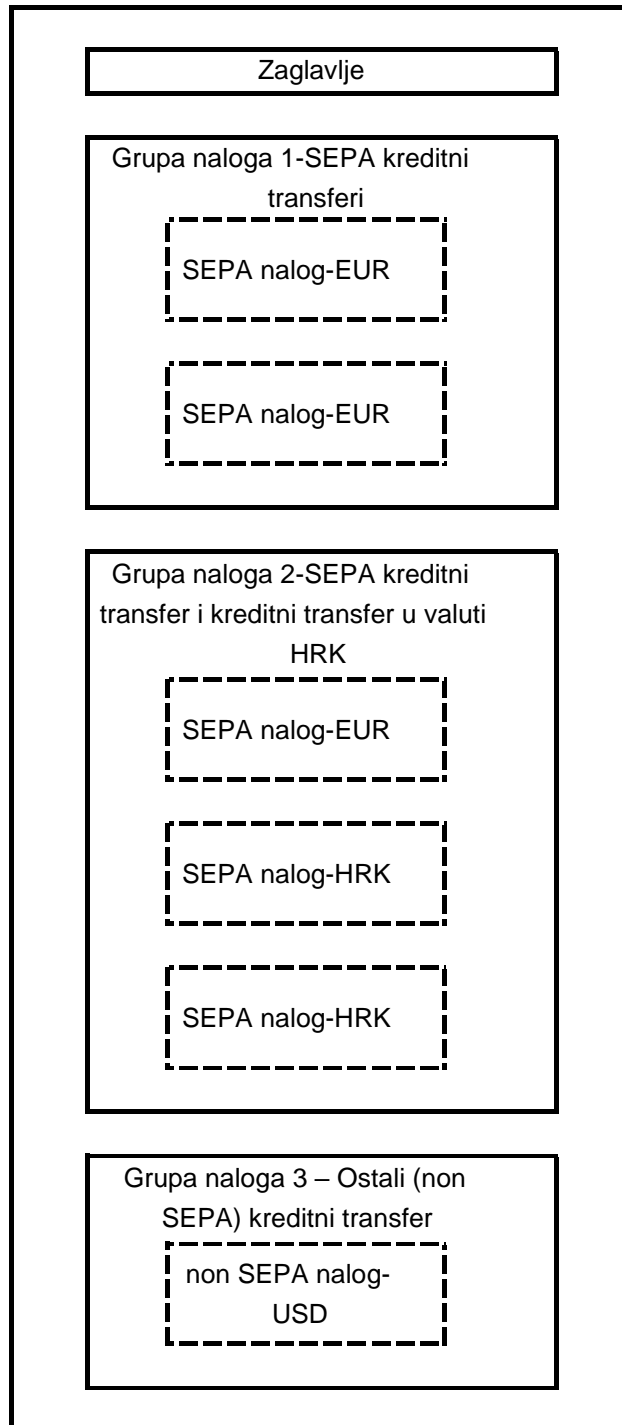 Zaglavlje
Grupa naloga 1-SEPA kreditni
transferi
SEPA nalog-EUR
SEPA nalog-EUR
Grupa naloga 2-SEPA kreditni
transfer i kreditni transfer u valuti
HRK
SEPA nalog-EUR
SEPA nalog-HRK
SEPA nalog-HRK
Grupa naloga 3 – Ostali (non
SEPA) kreditni transfer
non SEPA nalog-
USD